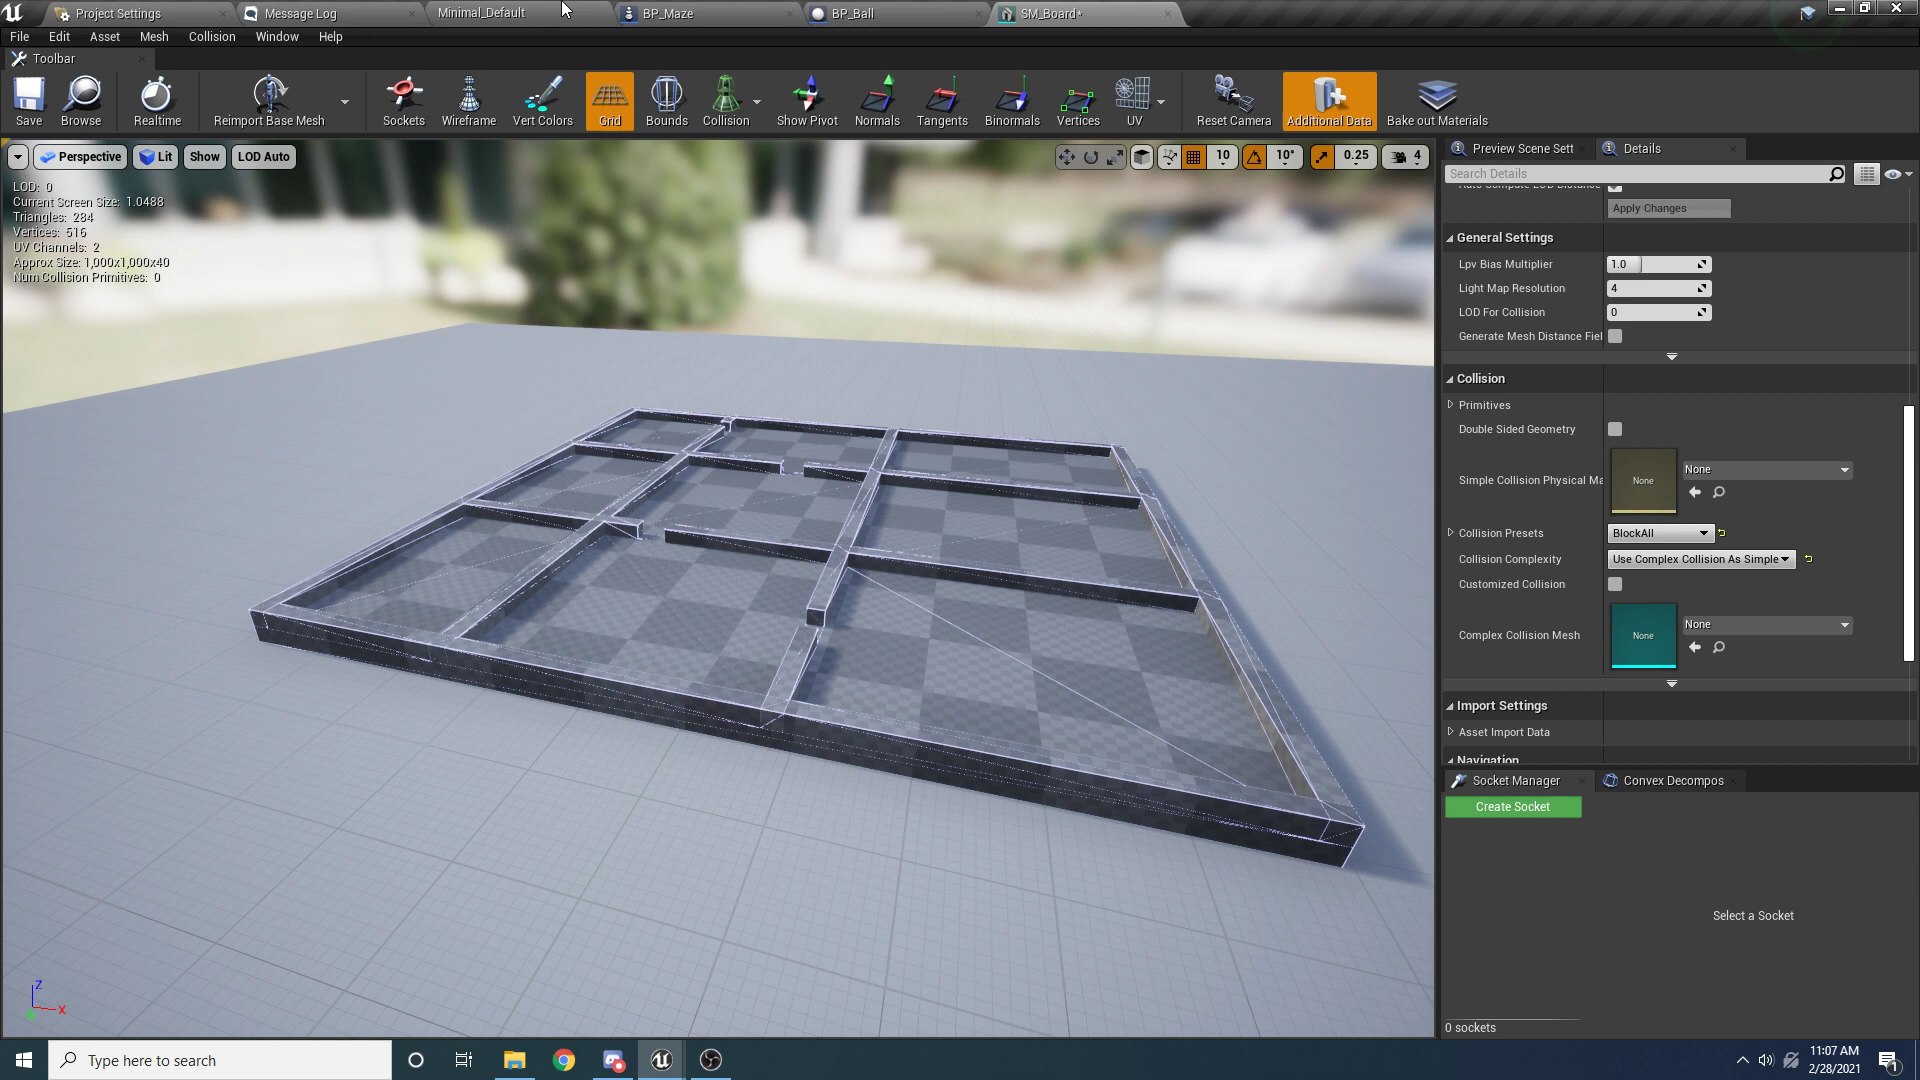 Project Settings
Message Log
Minimal_Default
BP_Maze
BP_Ball
SM_Board*
File
Edit
Asset
Mesh
Collision
Window
Help
Toolbar
Save
Browse
Realtime
Reimport Base Mesh
Sockets
Wireframe
Vert Colors
Grid
Bounds
Collision
Show Pivot
Normals
Tangents
Binormals
Vertices
UV
Reset Camera
Additional Data
Bake out Materials
Perspective
Lit
Show
LOD Auto
10
10°
0.25
4
LOD: 0
Current Screen Size: 1.0488
Triangles: 284
Vertices: 516
UV Channels: 2
Approx Size: 1,000x1,000x40
Num Collision Primitives: 0
Z
X
Preview Scene Sett
Details
Search Details
Auto Compute LOD Distance
Apply Changes
General Settings
Lpv Bias Multiplier
1.0
Light Map Resolution
4
LOD For Collision
0
Generate Mesh Distance Fiel
Collision
Primitives
Double Sided Geometry
Simple Collision Physical Ma
None
None
Collision Presets
BlockAll
Collision Complexity
Use Complex Collision As Simple
Customized Collision
Complex Collision Mesh
None
None
Import Settings
Asset Import Data
Navigation
Socket Manager
Convex Decompos
Create Socket
Select a Socket
0 sockets
Type here to search
11:07 AM
2/28/2021
1